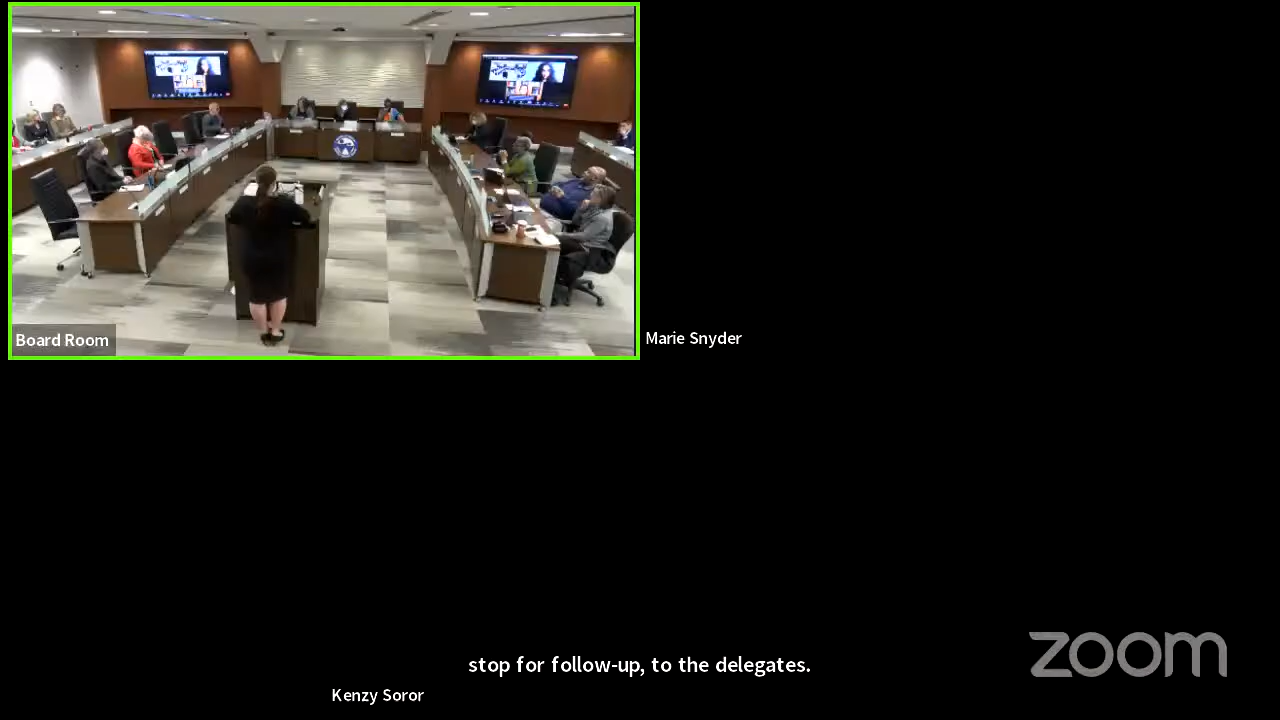 Board Room
Marie Snyder
stop for follow-up, to the delegates.
zoom
Kenzy Soror